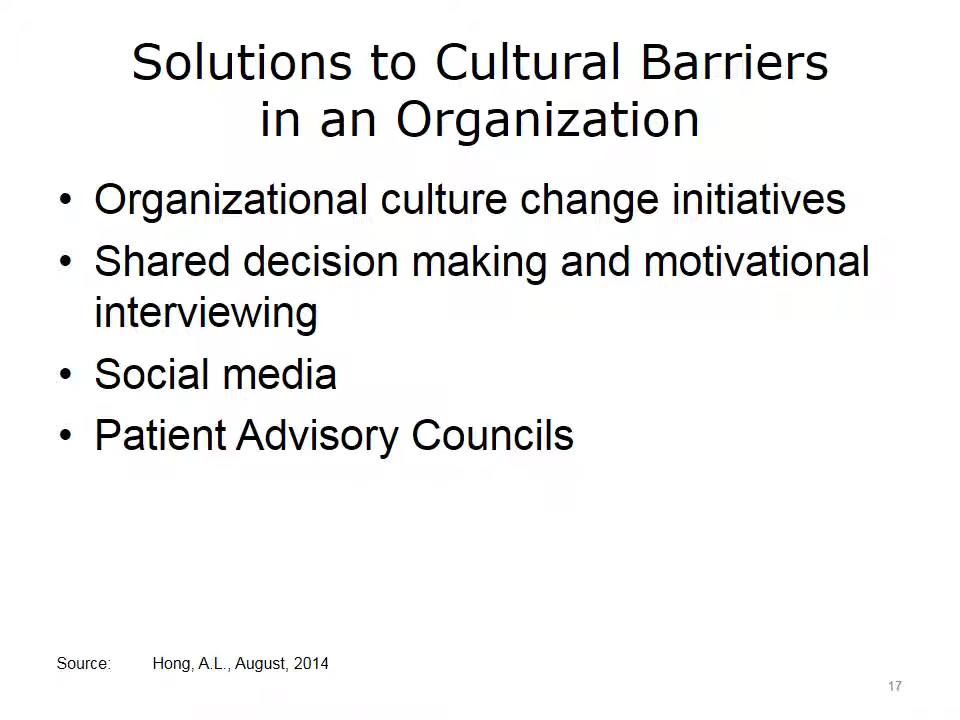 Solutions to Cultural Barriers
in an Organization
• Organizational culture change initiatives
• Shared decision making and motivational
interviewing
• Social media
• Patient Advisory Councils
Source: Hong, A.L., August, 2014
17